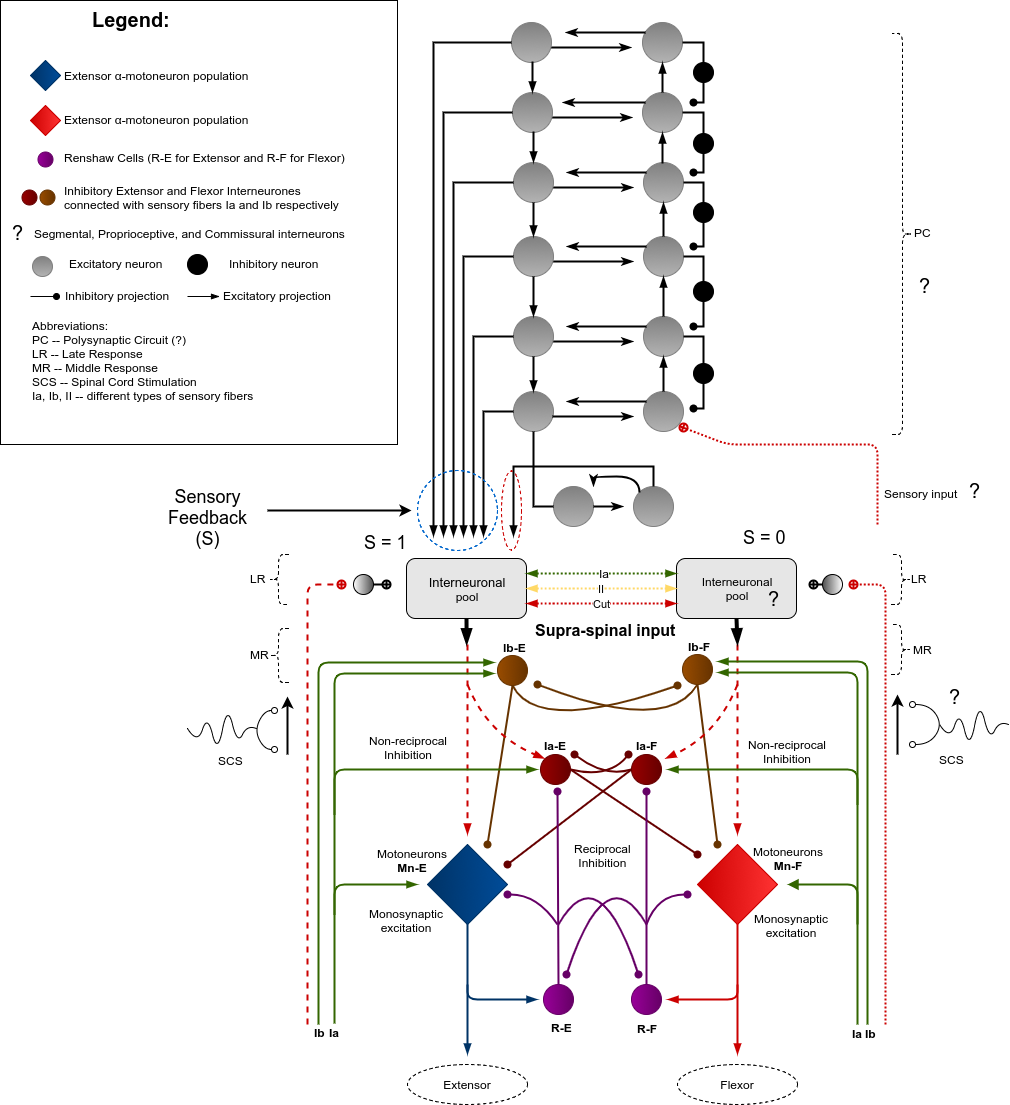 Legend:
Extensor α-motoneuron population
Extensor α-motoneuron population
Renshaw Cells (R-E for Extensor and R-F for Flexor)
Inhibitory Extensor and Flexor Interneurones
connected with sensory fibers Ia and Ib respectively
? Segmental, Proprioceptive, and Commissural interneurons
Excitatory neuron
Inhibitory neuron
Inhibitory projection
Excitatory projection
Abbreviations:
PC -- Polysynaptic Circuit (?)
LR -- Late Response
MR -- Middle Response
SCS -- Spinal Cord Stimulation
Ia, Ib, II -- different types of sensory fibers
PC
?
Sensory input ?
Sensory
Feedback
(S)
S = 1
S = 0
LR
Interneuronal
pool
Ia
II
Cut
Interneuronal
pool ?
LR
Supra-spinal input
MR
Ib-E
Ib-F
MR
?
SCS
SCS
Non-reciprocal
Inhibition
Ia-E
Ia-F
Non-reciprocal
Inhibition
Motoneurons
Mn-E
Reciprocal
Inhibition
Motoneurons
Mn-F
Monosynaptic
excitation
Monosynaptic
excitation
R-E
R-F
Ib Ia
Ia Ib
Extensor
Flexor